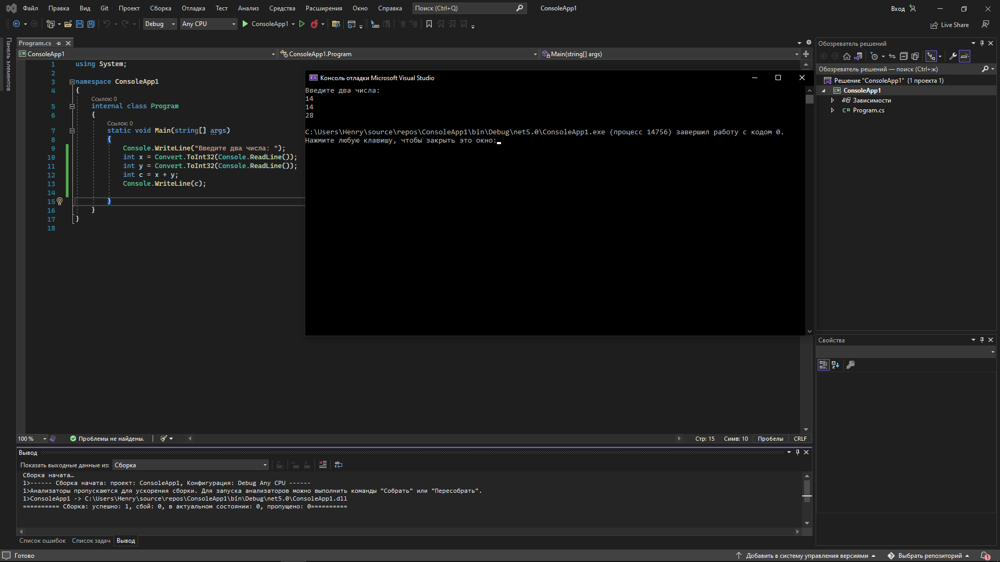 Файл Правка Вид Git Проект Сборка Отладка Тест Анализ Средства Расширения Окно Справка Поиск (Ctrl+Q) ConsoleApp1 Вход
Debug Any CPU ConsoleApp1 Live Share
Панель элементов
Program.cs
ConsoleApp1 ConsoleApp1.Program Main(string[] args)
1 using System;
2
3 namespace ConsoleApp1
4 {
Ссылок: 0
5 internal class Program
6 {
Ссылок: 0
7 static void Main(string[] args)
8 {
9 Console.WriteLine("Введите два числа: ");
10 int x = Convert.ToInt32(Console.ReadLine());
11 int y = Convert.ToInt32(Console.ReadLine());
12 int c = x + y;
13 Console.WriteLine(c);
14
15 }
16 }
17 }
18
Консоль отладки Microsoft Visual Studio
Введите два числа:
14
14
28
C:\Users\Henry\source\repos\ConsoleApp1\bin\Debug\net5.0\ConsoleApp1.exe (процесс 14756) завершил работу с кодом 0.
Нажмите любую клавишу, чтобы закрыть это окно:
Обозреватель решений
Обозреватель решений — поиск (Ctrl+ж)
Решение "ConsoleApp1" (1 проекта 1)
ConsoleApp1
Зависимости
C# Program.cs
Свойства
100 % Проблемы не найдены. Стр: 15 Симв: 10 Пробелы CRLF
Вывод
Показать выходные данные из: Сборка
Сборка начата…
1>------ Сборка начата: проект: ConsoleApp1, Конфигурация: Debug Any CPU ------
1>Анализаторы пропускаются для ускорения сборки. Для запуска анализаторов можно выполнить команды "Собрать" или "Пересобрать".
1>ConsoleApp1 -> C:\Users\Henry\source\repos\ConsoleApp1\bin\Debug\net5.0\ConsoleApp1.dll
========== Сборка: успешно: 1, сбой: 0, в актуальном состоянии: 0, пропущено: 0==========
Список ошибок Список задач Вывод
Готово Добавить в систему управления версиями Выбрать репозиторий 1